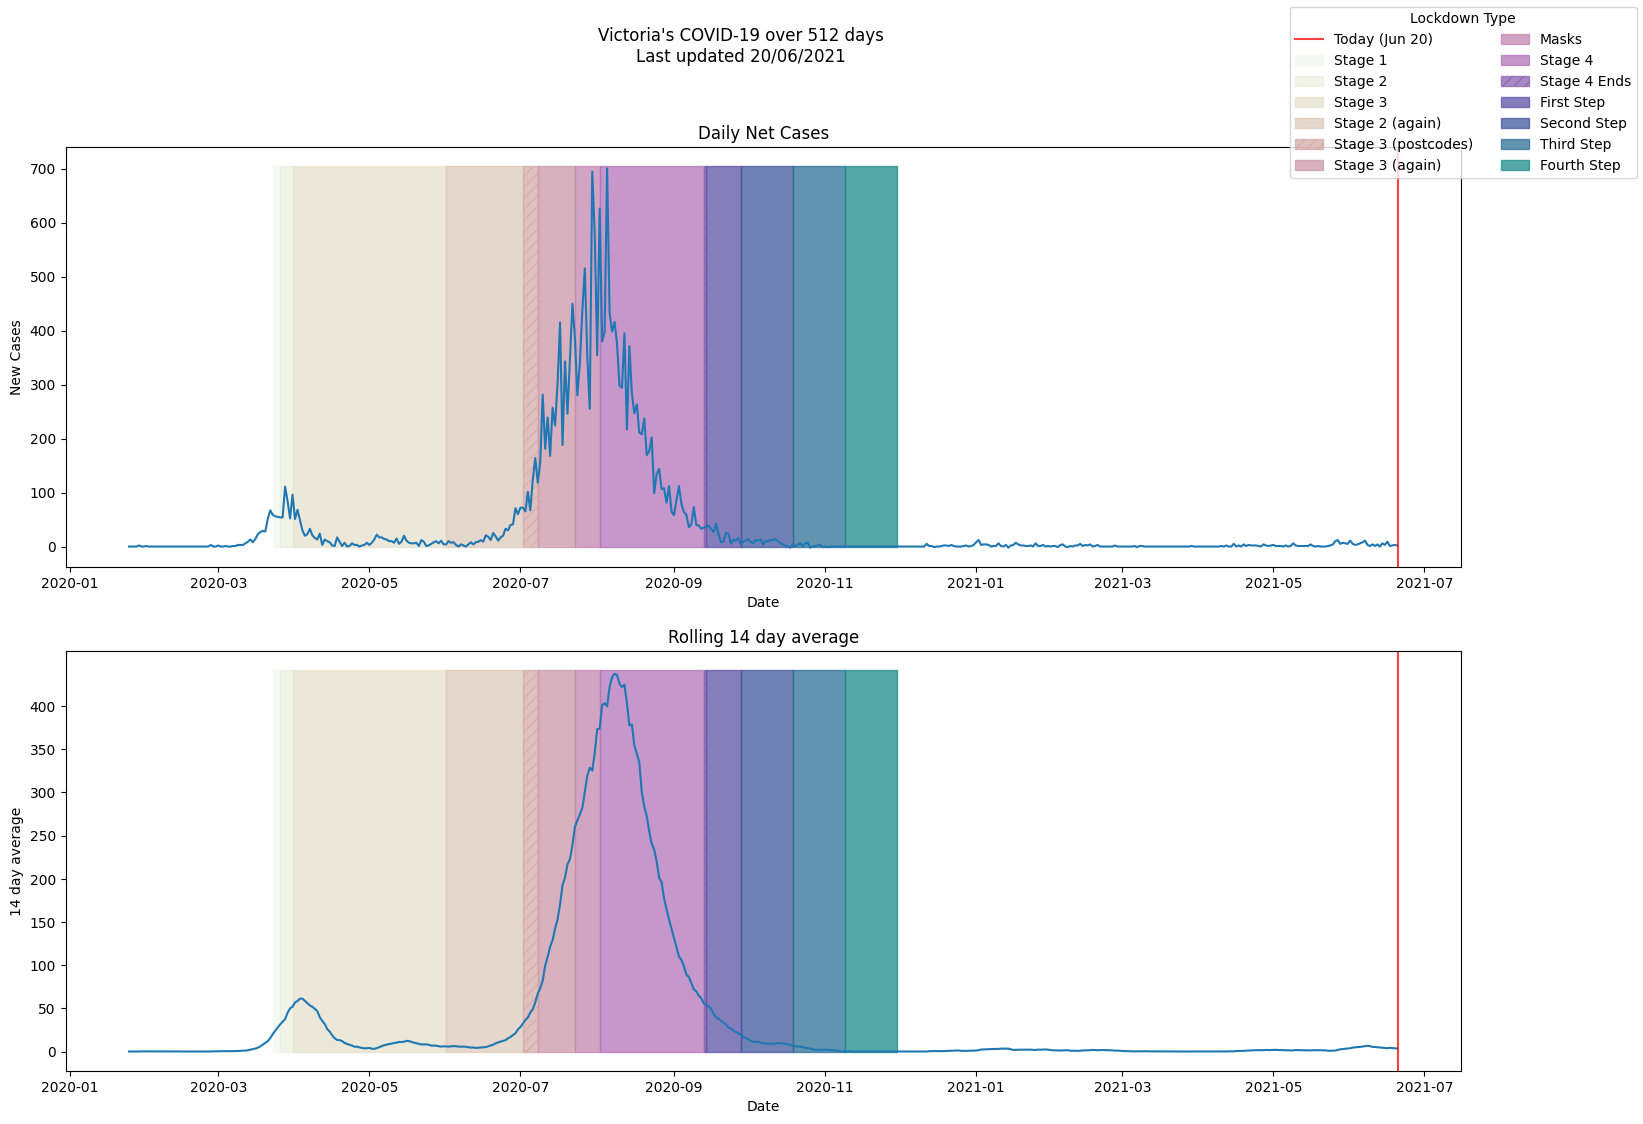 Victoria's COVID-19 over 512 days
Last updated 20/06/2021
Lockdown Type
Today (Jun 20)
Stage 1
Stage 2
Stage 3
Stage 2 (again)
Stage 3 (postcodes)
Stage 3 (again)
Masks
Stage 4
Stage 4 Ends
First Step
Second Step
Third Step
Fourth Step
Daily Net Cases
New Cases
700
600
500
400
300
200
100
0
2020-01 2020-03 2020-05 2020-07 2020-09 2020-11 2021-01 2021-03 2021-05 2021-07
Date
Rolling 14 day average
14 day average
400
350
300
250
200
150
100
50
0
2020-01 2020-03 2020-05 2020-07 2020-09 2020-11 2021-01 2021-03 2021-05 2021-07
Date